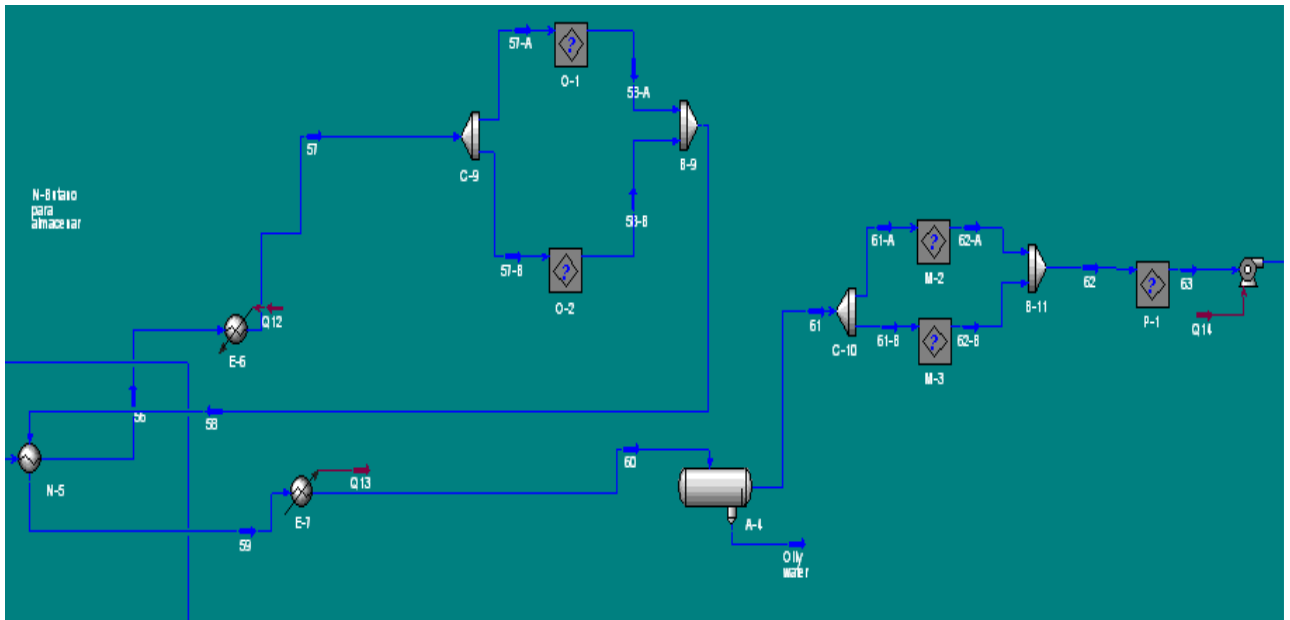 57-A
O-1
53-A
57
C-9
B-9
N-Butano
para
almacenar
53-B
57-B
O-2
Q12
E-6
56
58
N-5
59
E-7
Q13
60
A-4
Oily
water
61
C-10
61-A
M-2
62-A
61-B
M-3
62-B
B-11
62
P-1
63
Q14